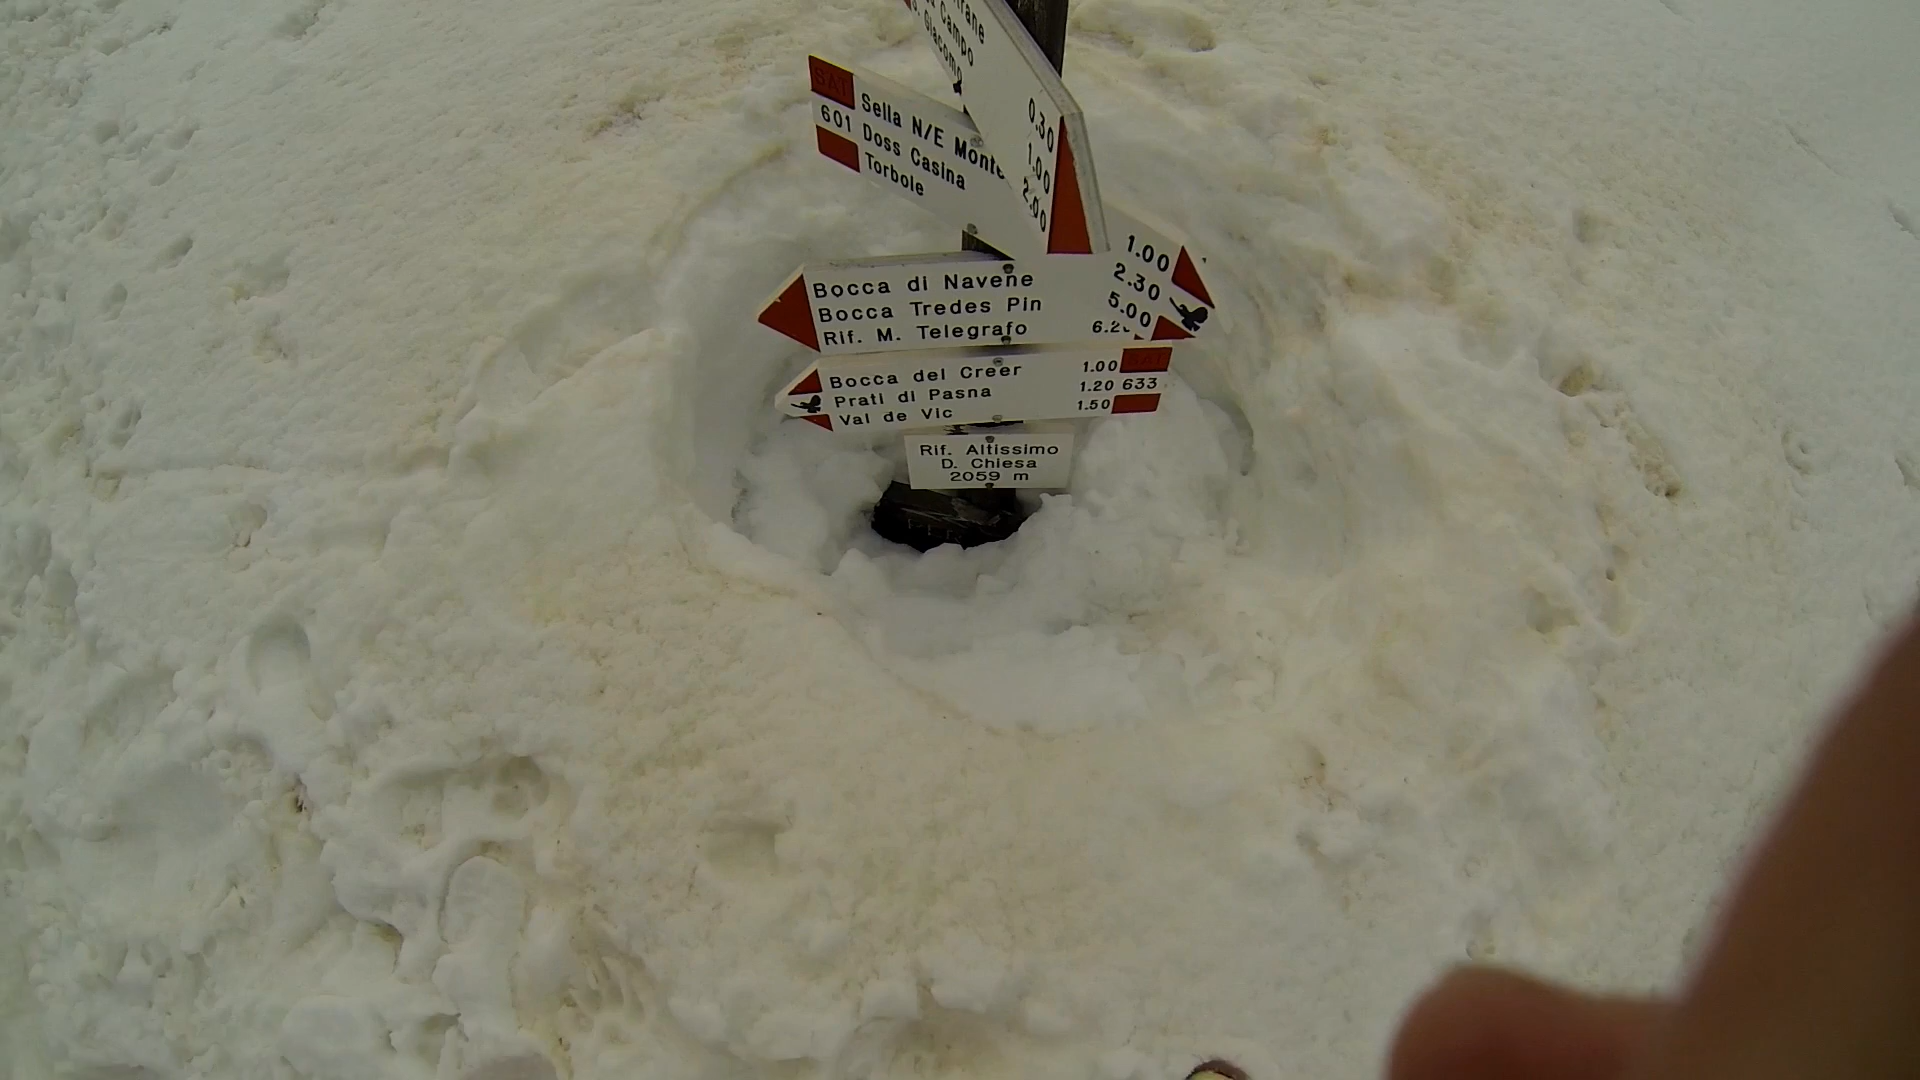 Campo
S. Giacomo
0.30
1.00
2.00
SAT Sella N/E Monte
601 Doss Casina
Torbole
1.00
2.30
5.00
Bocca di Navene
Bocca Tredes Pin
Rif. M. Telegrafo
Bocca del Creer 1.00 SAT
Prati di Pasna 1.20 633
Val de Vic 1.50
Rif. Altissimo
D. Chiesa
2059 m